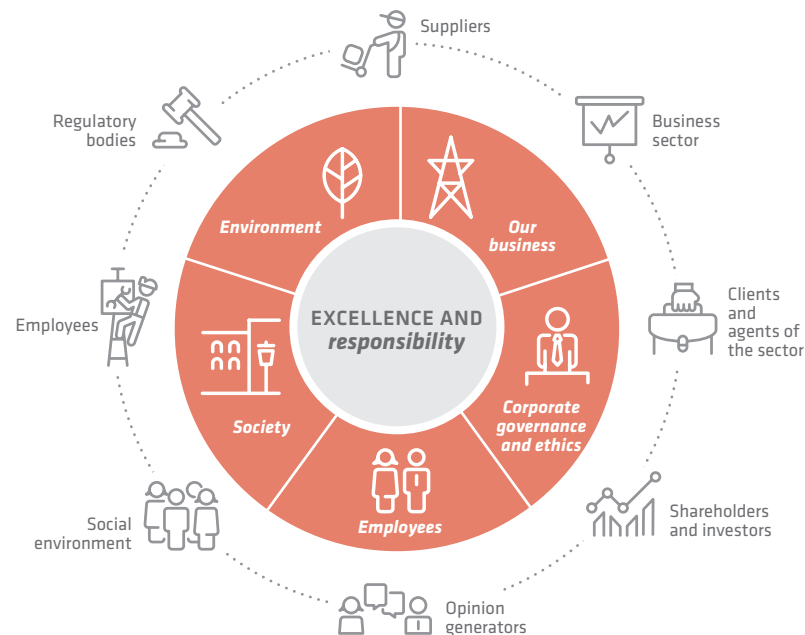 Suppliers
Regulatory
bodies
Business
sector
Environment
Our
business
Employees
EXCELLENCE AND
responsibility
Clients
and
agents of
the sector
Society
Corporate
governance
and ethics
Employees
Social
environment
Shareholders
and investors
Opinion
generators